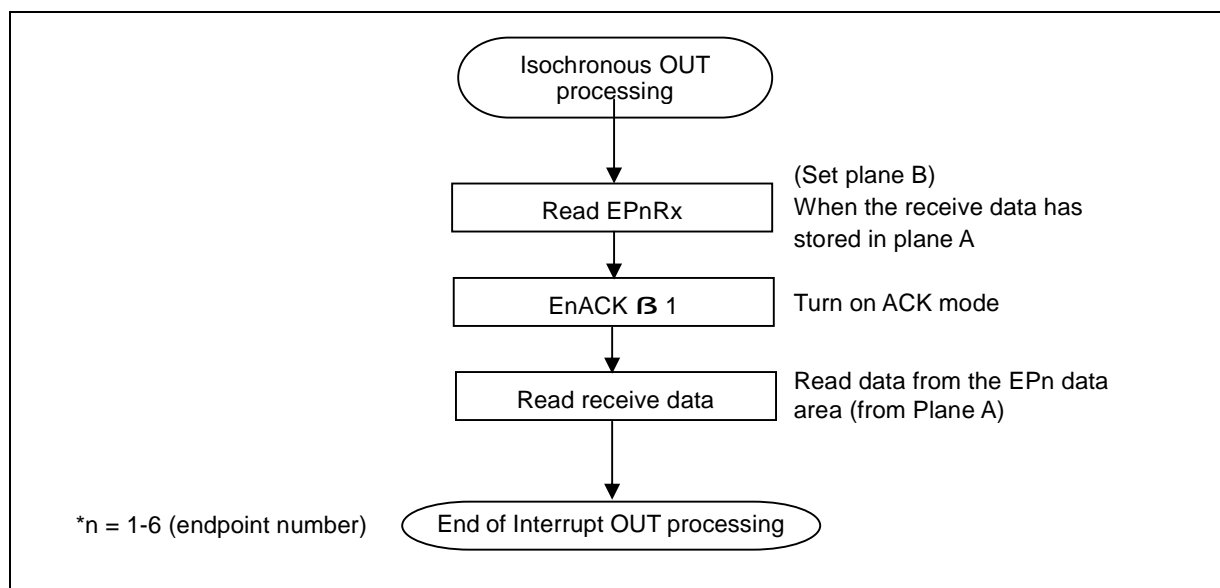 Isochronous OUT
processing
Read EPnRx
(Set plane B)
When the receive data has
stored in plane A
EnACK ß 1
Turn on ACK mode
Read receive data
Read data from the EPn data
area (from Plane A)
*n = 1-6 (endpoint number)
End of Interrupt OUT processing